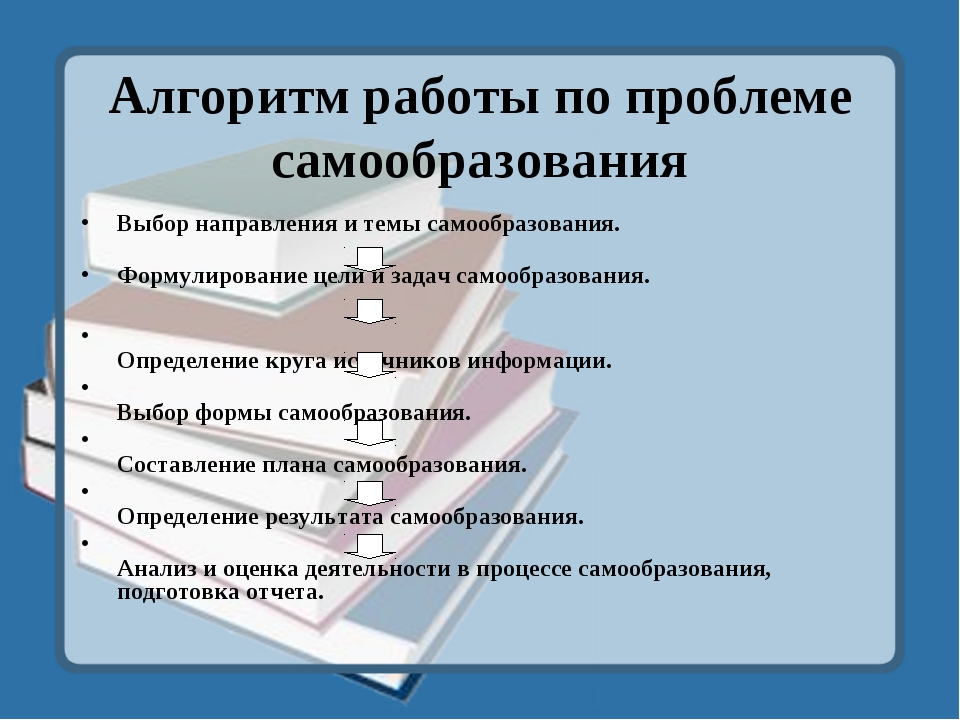 Алгоритм работы по проблеме
самообразования
• Выбор направления и темы самообразования.
• Формулирование цели и задач самообразования.
•
Определение круга источников информации.
•
Выбор формы самообразования.
•
Составление плана самообразования.
•
Определение результата самообразования.
•
Анализ и оценка деятельности в процессе самообразования,
подготовка отчета.